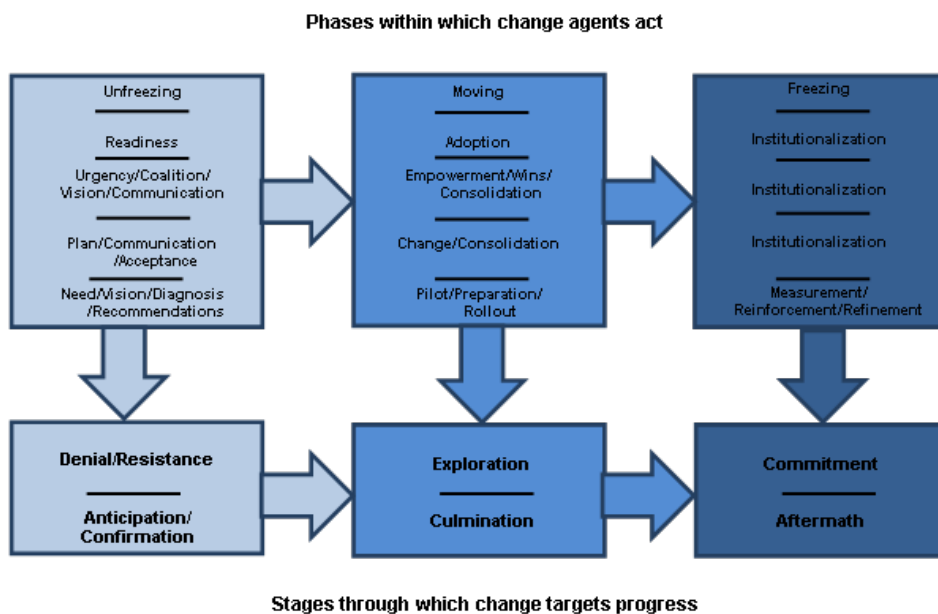 Phases within which change agents act
Unfreezing
Readiness
Urgency/Coalition/
Vision/Communication
Plan/Communication
/Acceptance
Need/Vision/Diagnosis
/Recommendations
Moving
Adoption
Empowerment/Wins/
Consolidation
Change/Consolidation
Pilot/Preparation/
Rollout
Freezing
Institutionalization
Institutionalization
Institutionalization
Measurement/
Reinforcement/Refinement
Denial/Resistance
Anticipation/
Confirmation
Exploration
Culmination
Commitment
Aftermath
Stages through which change targets progress